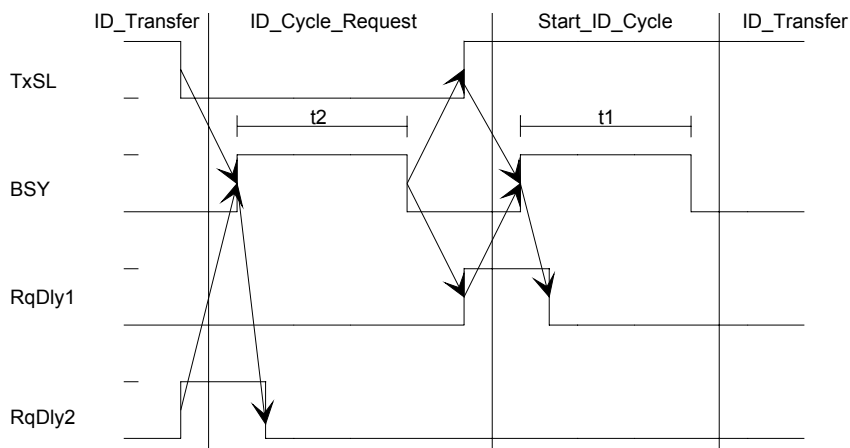 ID_Transfer ID_Cycle_Request Start_ID_Cycle ID_Transfer
TxSL
t2 t1
BSY
RqDly1
RqDly2